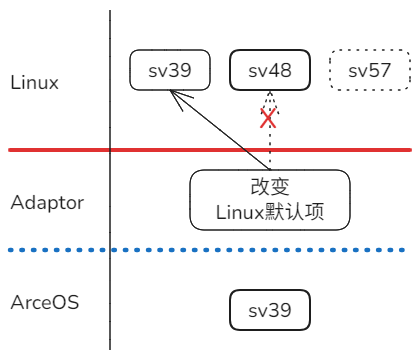 Linux
sv39
sv48
sv57
X
Adaptor
改变
Linux默认项
ArceOS
sv39